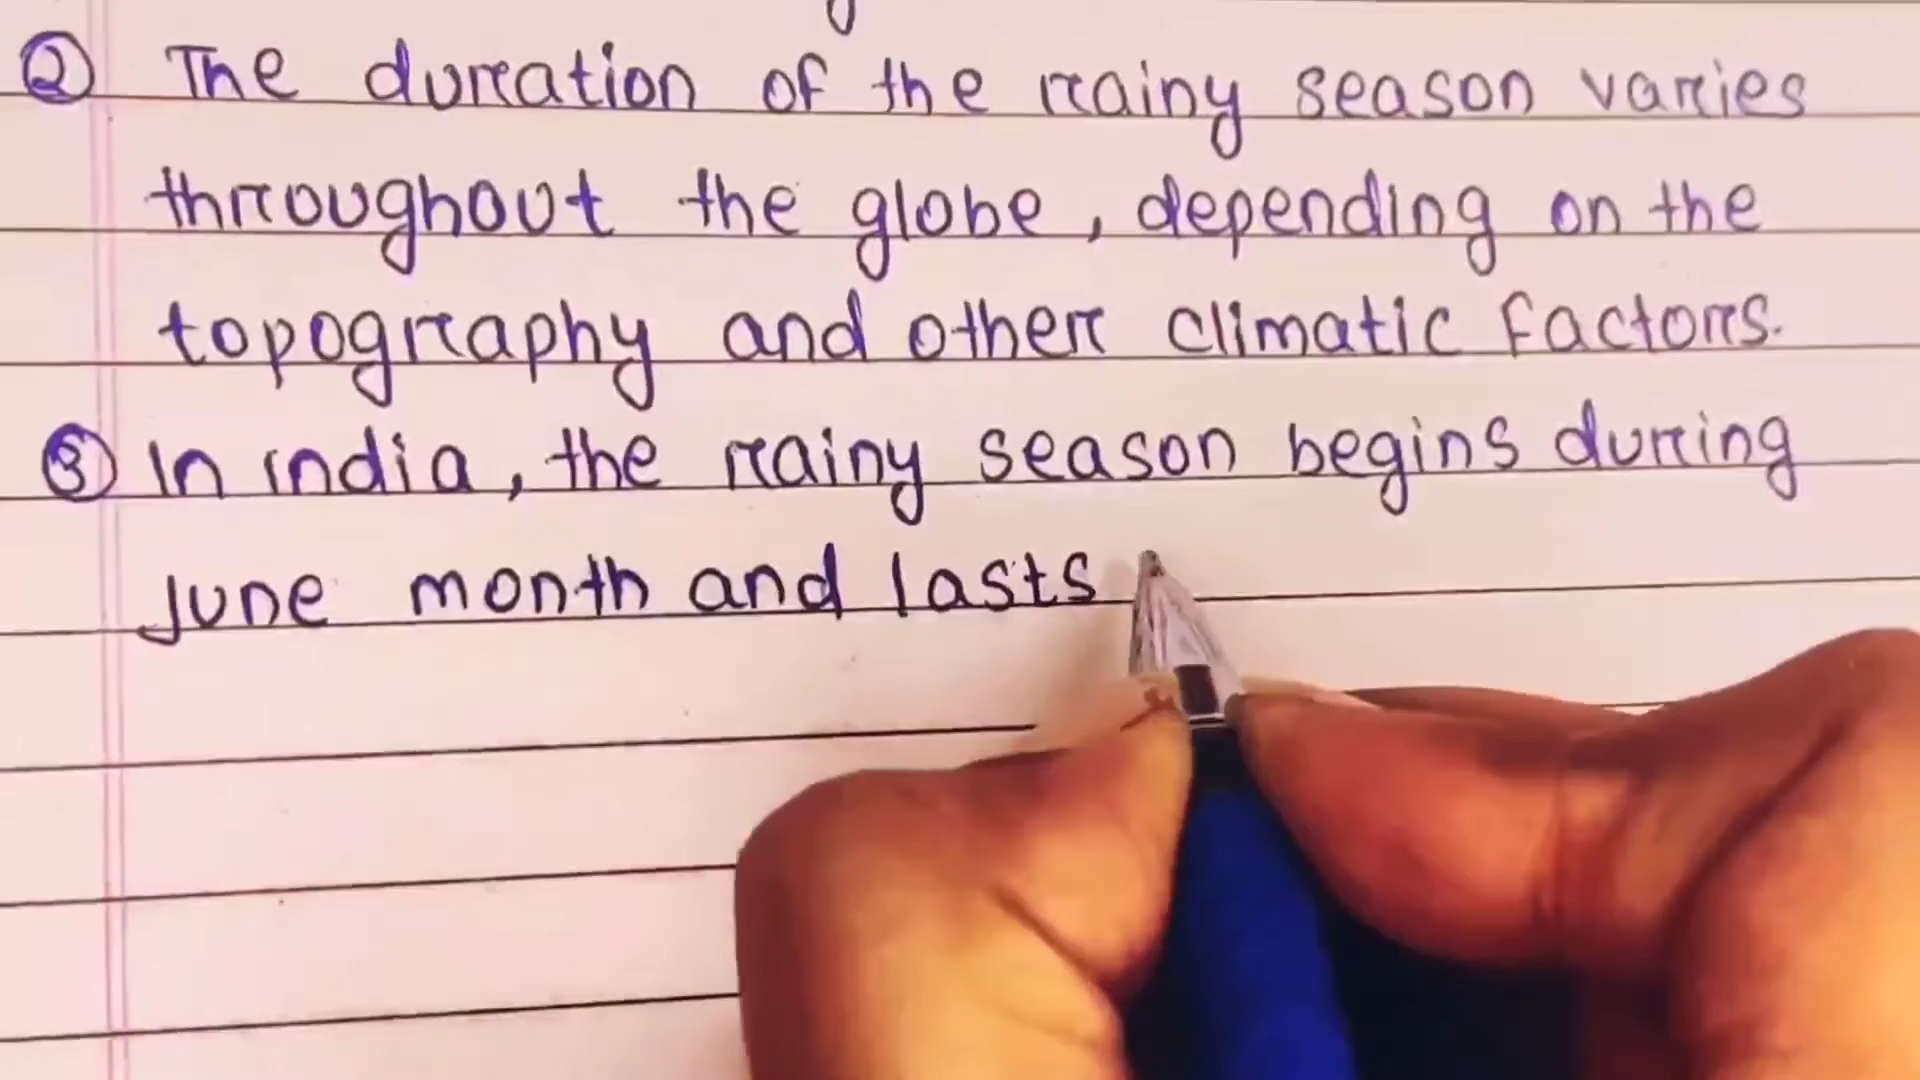 ② The duration of the rainy season varies
throughout the globe, depending on the
topography and other climatic factors.
③ In india, the rainy season begins during
june month and lasts